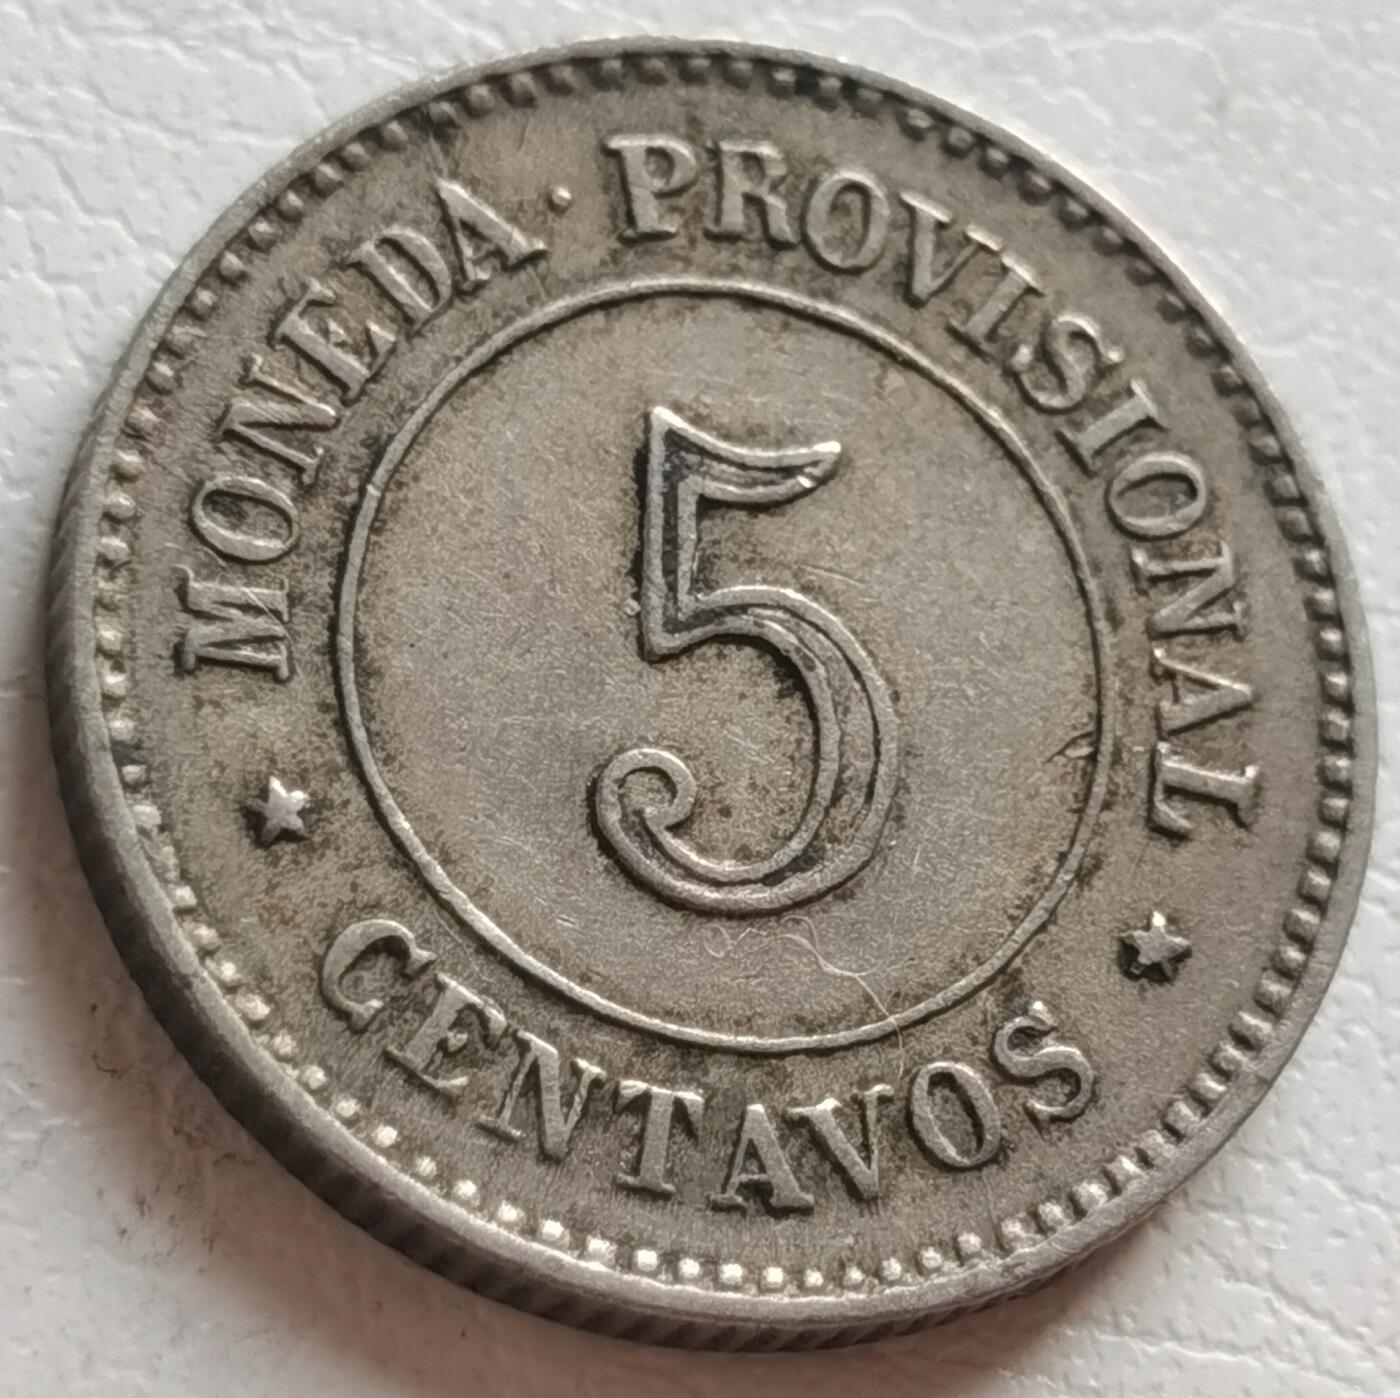 MONEDA · PROVISIONAL
5
CENTAVOS